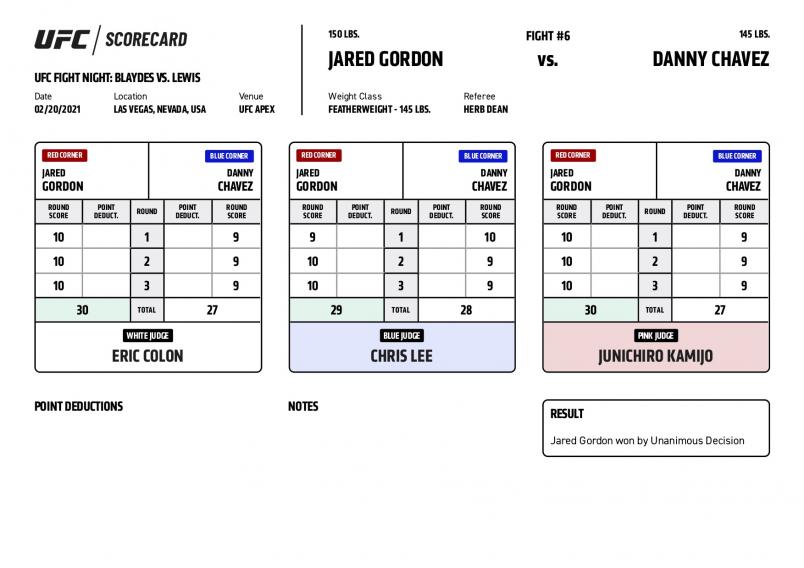 UFC / SCORECARD
UFC FIGHT NIGHT: BLAYDES VS. LEWIS
Date Location Venue
02/20/2021 LAS VEGAS, NEVADA, USA UFC APEX
150 LBS. FIGHT #6 145 LBS.
JARED GORDON VS. DANNY CHAVEZ
Weight Class Referee
FEATHERWEIGHT - 145 LBS. HERB DEAN
RED CORNER BLUE CORNER
JARED DANNY
GORDON CHAVEZ
ROUND SCORE POINT DEDUCT. ROUND POINT DEDUCT. ROUND SCORE
10 1 9
10 2 9
10 3 9
30 TOTAL 27
WHITE JUDGE
ERIC COLON
RED CORNER BLUE CORNER
JARED DANNY
GORDON CHAVEZ
ROUND SCORE POINT DEDUCT. ROUND POINT DEDUCT. ROUND SCORE
9 1 10
10 2 9
10 3 9
29 TOTAL 28
BLUE JUDGE
CHRIS LEE
RED CORNER BLUE CORNER
JARED DANNY
GORDON CHAVEZ
ROUND SCORE POINT DEDUCT. ROUND POINT DEDUCT. ROUND SCORE
10 1 9
10 2 9
10 3 9
30 TOTAL 27
PINK JUDGE
JUNICHIRO KAMIJO
POINT DEDUCTIONS
NOTES
RESULT
Jared Gordon won by Unanimous Decision